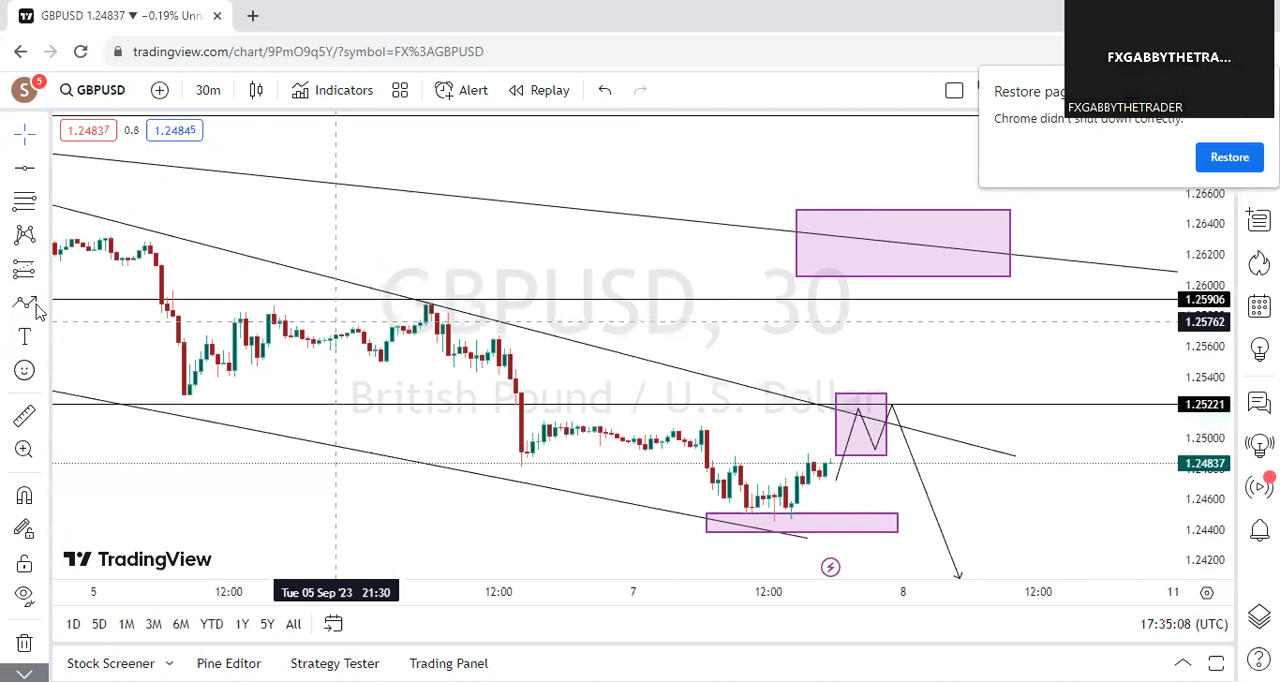 GBPUSD 1.24837 ▼ −0.19% Unn
tradingview.com/chart/9PmO9q5Y/?symbol=FX%3AGBPUSD
FXGABBYTHETRA...
FXGABBYTHETRADER
S 5 GBPUSD 30m Indicators Alert Replay
Restore pag
Chrome didn't shut down correctly.
Restore
1.24837 0.8 1.24845
1.26600
1.26400
1.26200
1.26000
1.25906
1.25762
1.25600
1.25400
1.25221
1.25000
1.24837
1.24600
1.24400
1.24200
GBPUSD, 30
British Pound / U.S. Dollar
TradingView
5 12:00 Tue 05 Sep '23 21:30 12:00 7 12:00 8 12:00 11
1D 5D 1M 3M 6M YTD 1Y 5Y All 17:35:08 (UTC)
Stock Screener Pine Editor Strategy Tester Trading Panel